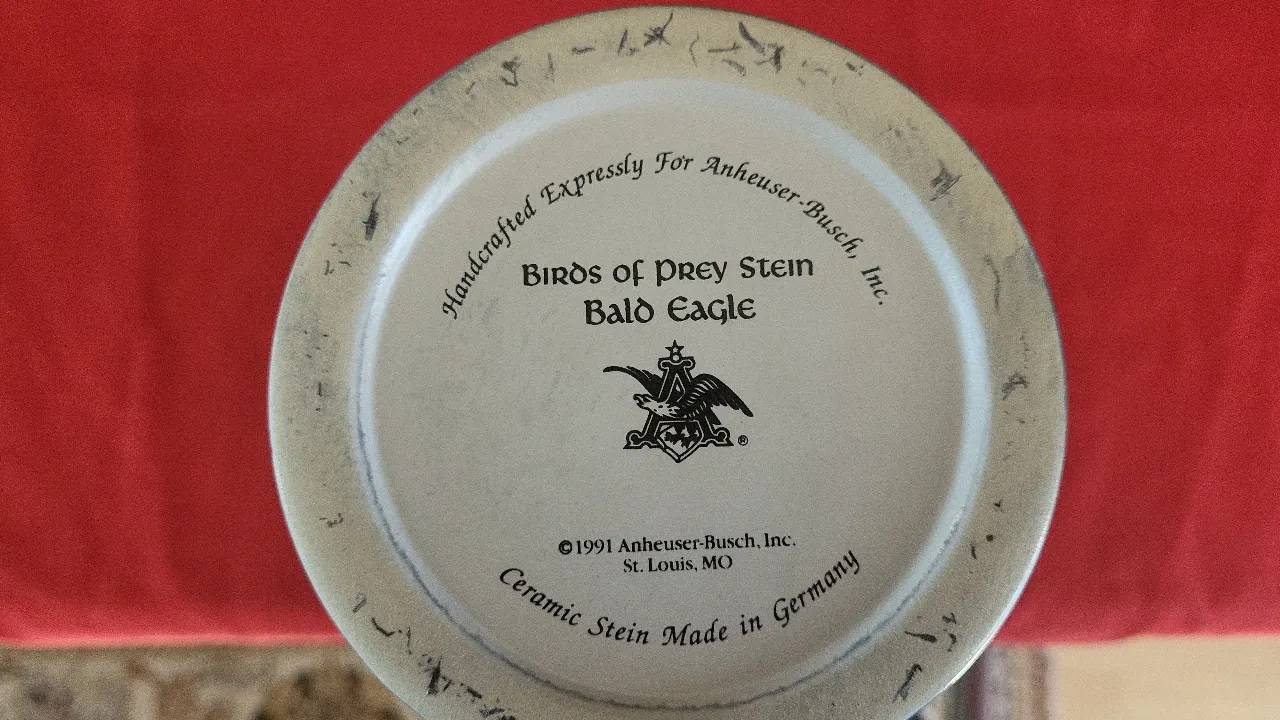 Handcrafted Expressly For Anheuser-Busch, Inc.
Birds of Prey Stein
Bald Eagle
®
©1991 Anheuser-Busch, Inc.
St. Louis, MO
Ceramic Stein Made in Germany